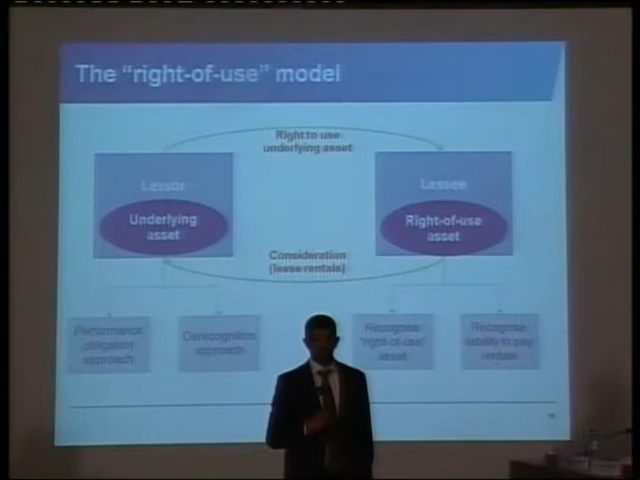 The “right-of-use” model
Right to use
underlying asset
Lessor
Lessee
Underlying
asset
Right-of-use
asset
Consideration
(lease rentals)
Performance
obligation
approach
Derecognition
approach
Recognise
"right-of-use"
asset
Recognise
liability to pay
rentals